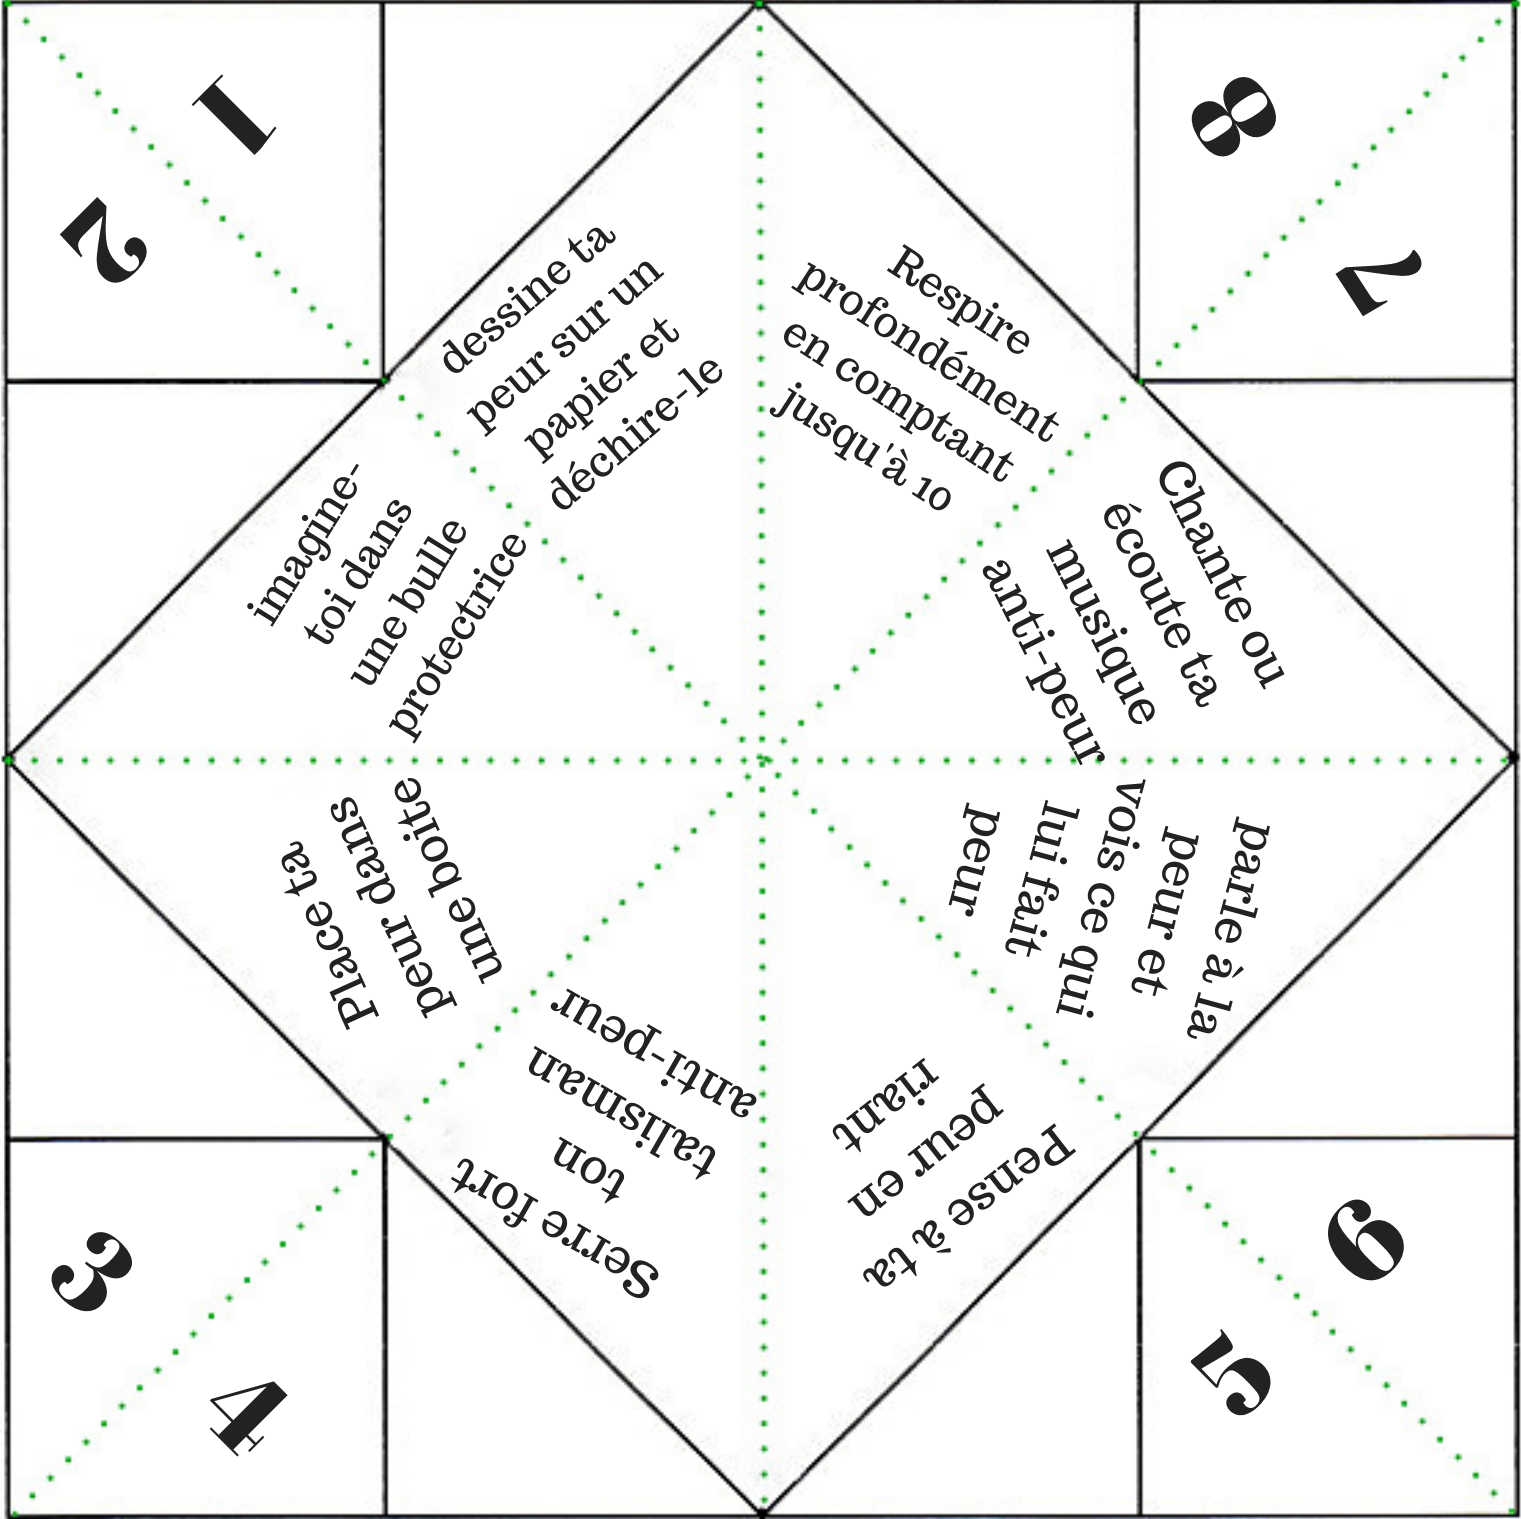 1
2
8
7
dessine ta
peur sur un
papier et
déchire-le
Respire
profondément
en comptant
jusqu'à 10
imagine-
toi dans
une bulle
protectrice
Chante ou
écoute ta
musique
anti-peur
Place ta
peur dans
une boite
parle à la
peur et
vois ce qui
lui fait
peur
Serre fort
ton
talisman
anti-peur
Pense à ta
peur en
riant
3
4
6
5